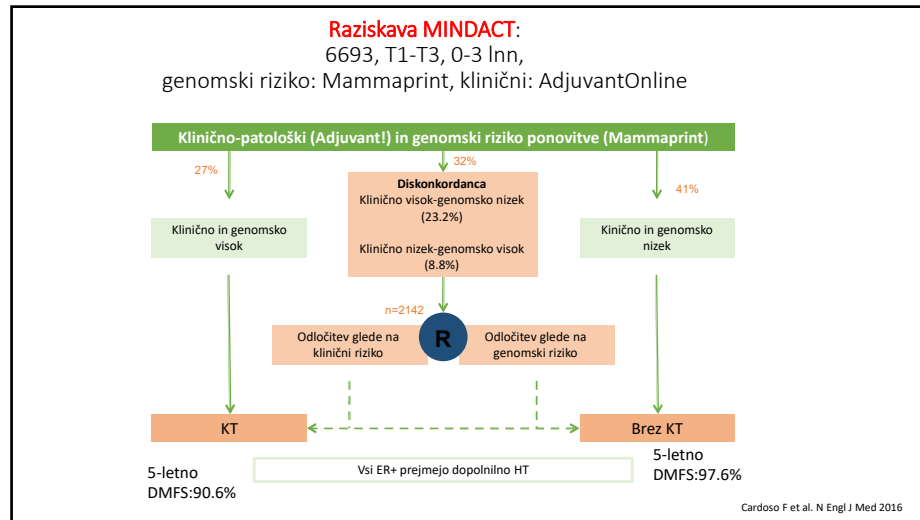 Raziskava MINDACT:
6693, T1-T3, 0-3 lnn,
genomski riziko: Mammaprint, klinični: AdjuvantOnline
Klinično-patološki (Adjuvant!) in genomski riziko ponovitve (Mammaprint)
27%
32%
41%
Klinično in genomsko
visok
Diskonkordanca
Klinično visok-genomsko nizek
(23.2%)
Klinično nizek-genomsko visok
(8.8%)
Kinično in genomsko
nizek
n=2142
Odločitev glede na
klinični riziko
R
Odločitev glede na
genomski riziko
KT
Brez KT
Vsi ER+ prejmejo dopolnilno HT
5-letno
DMFS:90.6%
5-letno
DMFS:97.6%
Cardoso F et al. N Engl J Med 2016